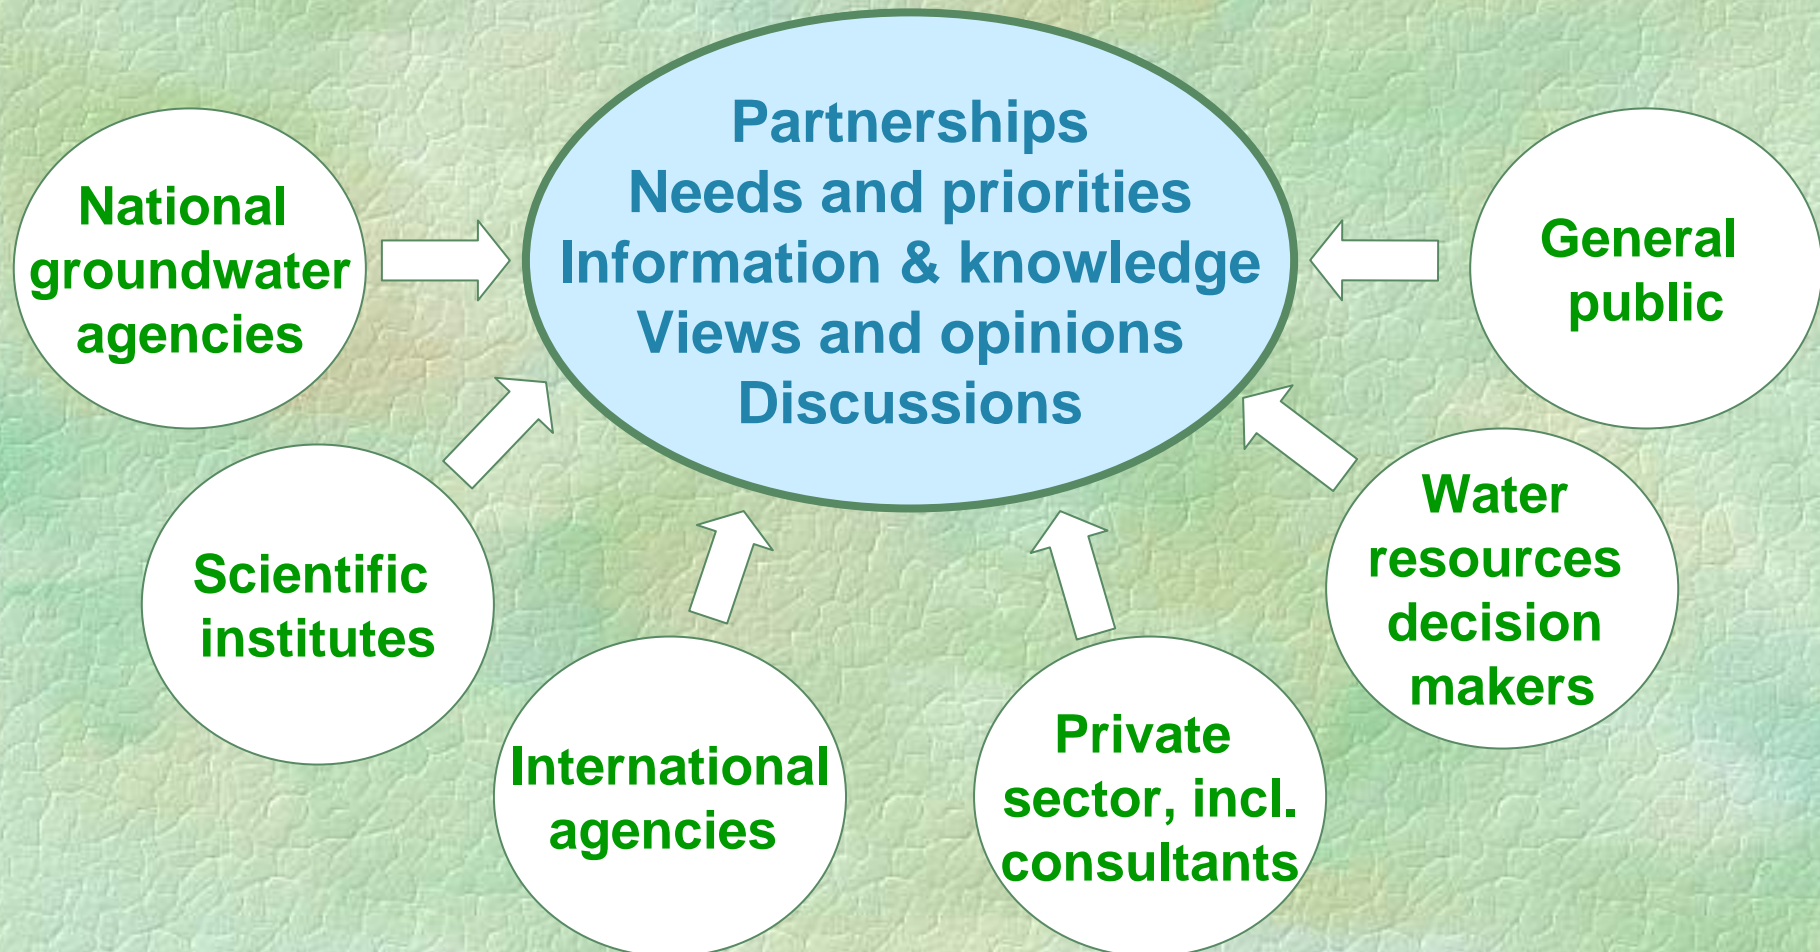 Partnerships
Needs and priorities
Information & knowledge
Views and opinions
Discussions
National
groundwater
agencies
Scientific
institutes
International
agencies
Private
sector, incl.
consultants
Water
resources
decision
makers
General
public